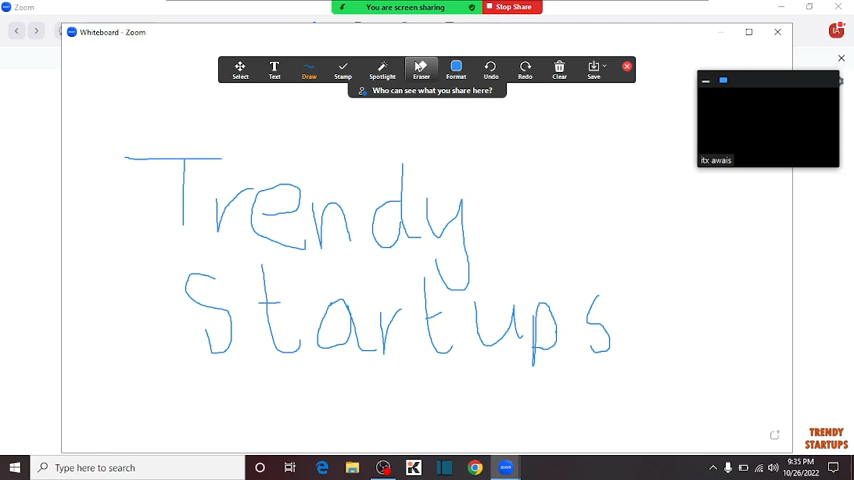 Zoom
You are screen sharing
Stop Share
Whiteboard - Zoom
Select Text Draw Stamp Spotlight Eraser Format Undo Redo Clear Save
Who can see what you share here?
itx awais
Trendy
Startups
TRENDY
STARTUPS
Type here to search
9:35 PM
10/26/2022